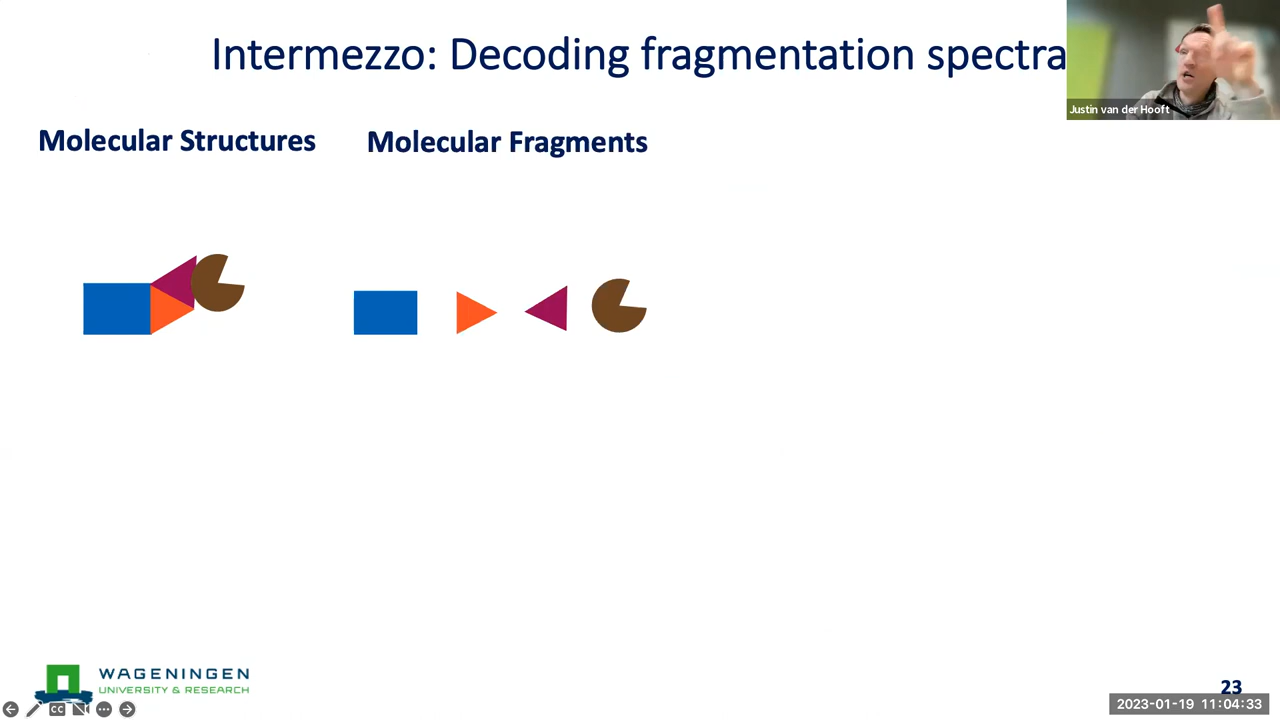 Intermezzo: Decoding fragmentation spectra
Justin van der Hooft
Molecular Structures
Molecular Fragments
WAGENINGEN
UNIVERSITY & RESEARCH
23
CC
2023-01-19 11:04:33